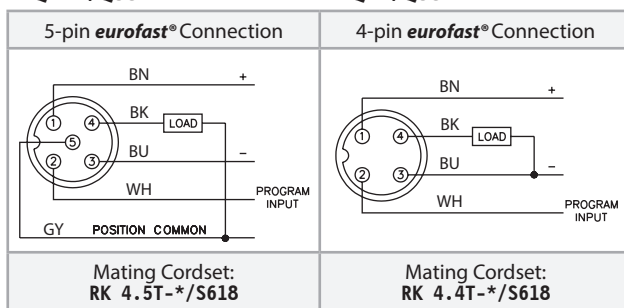 5-pin eurofast® Connection
BN +
1 4 BK LOAD
5
2 3 BU –
WH PROGRAM INPUT
GY POSITION COMMON
Mating Cordset:
RK 4.5T-*/S618
4-pin eurofast® Connection
BN +
1 4 BK LOAD
2 3 BU –
WH PROGRAM INPUT
Mating Cordset:
RK 4.4T-*/S618